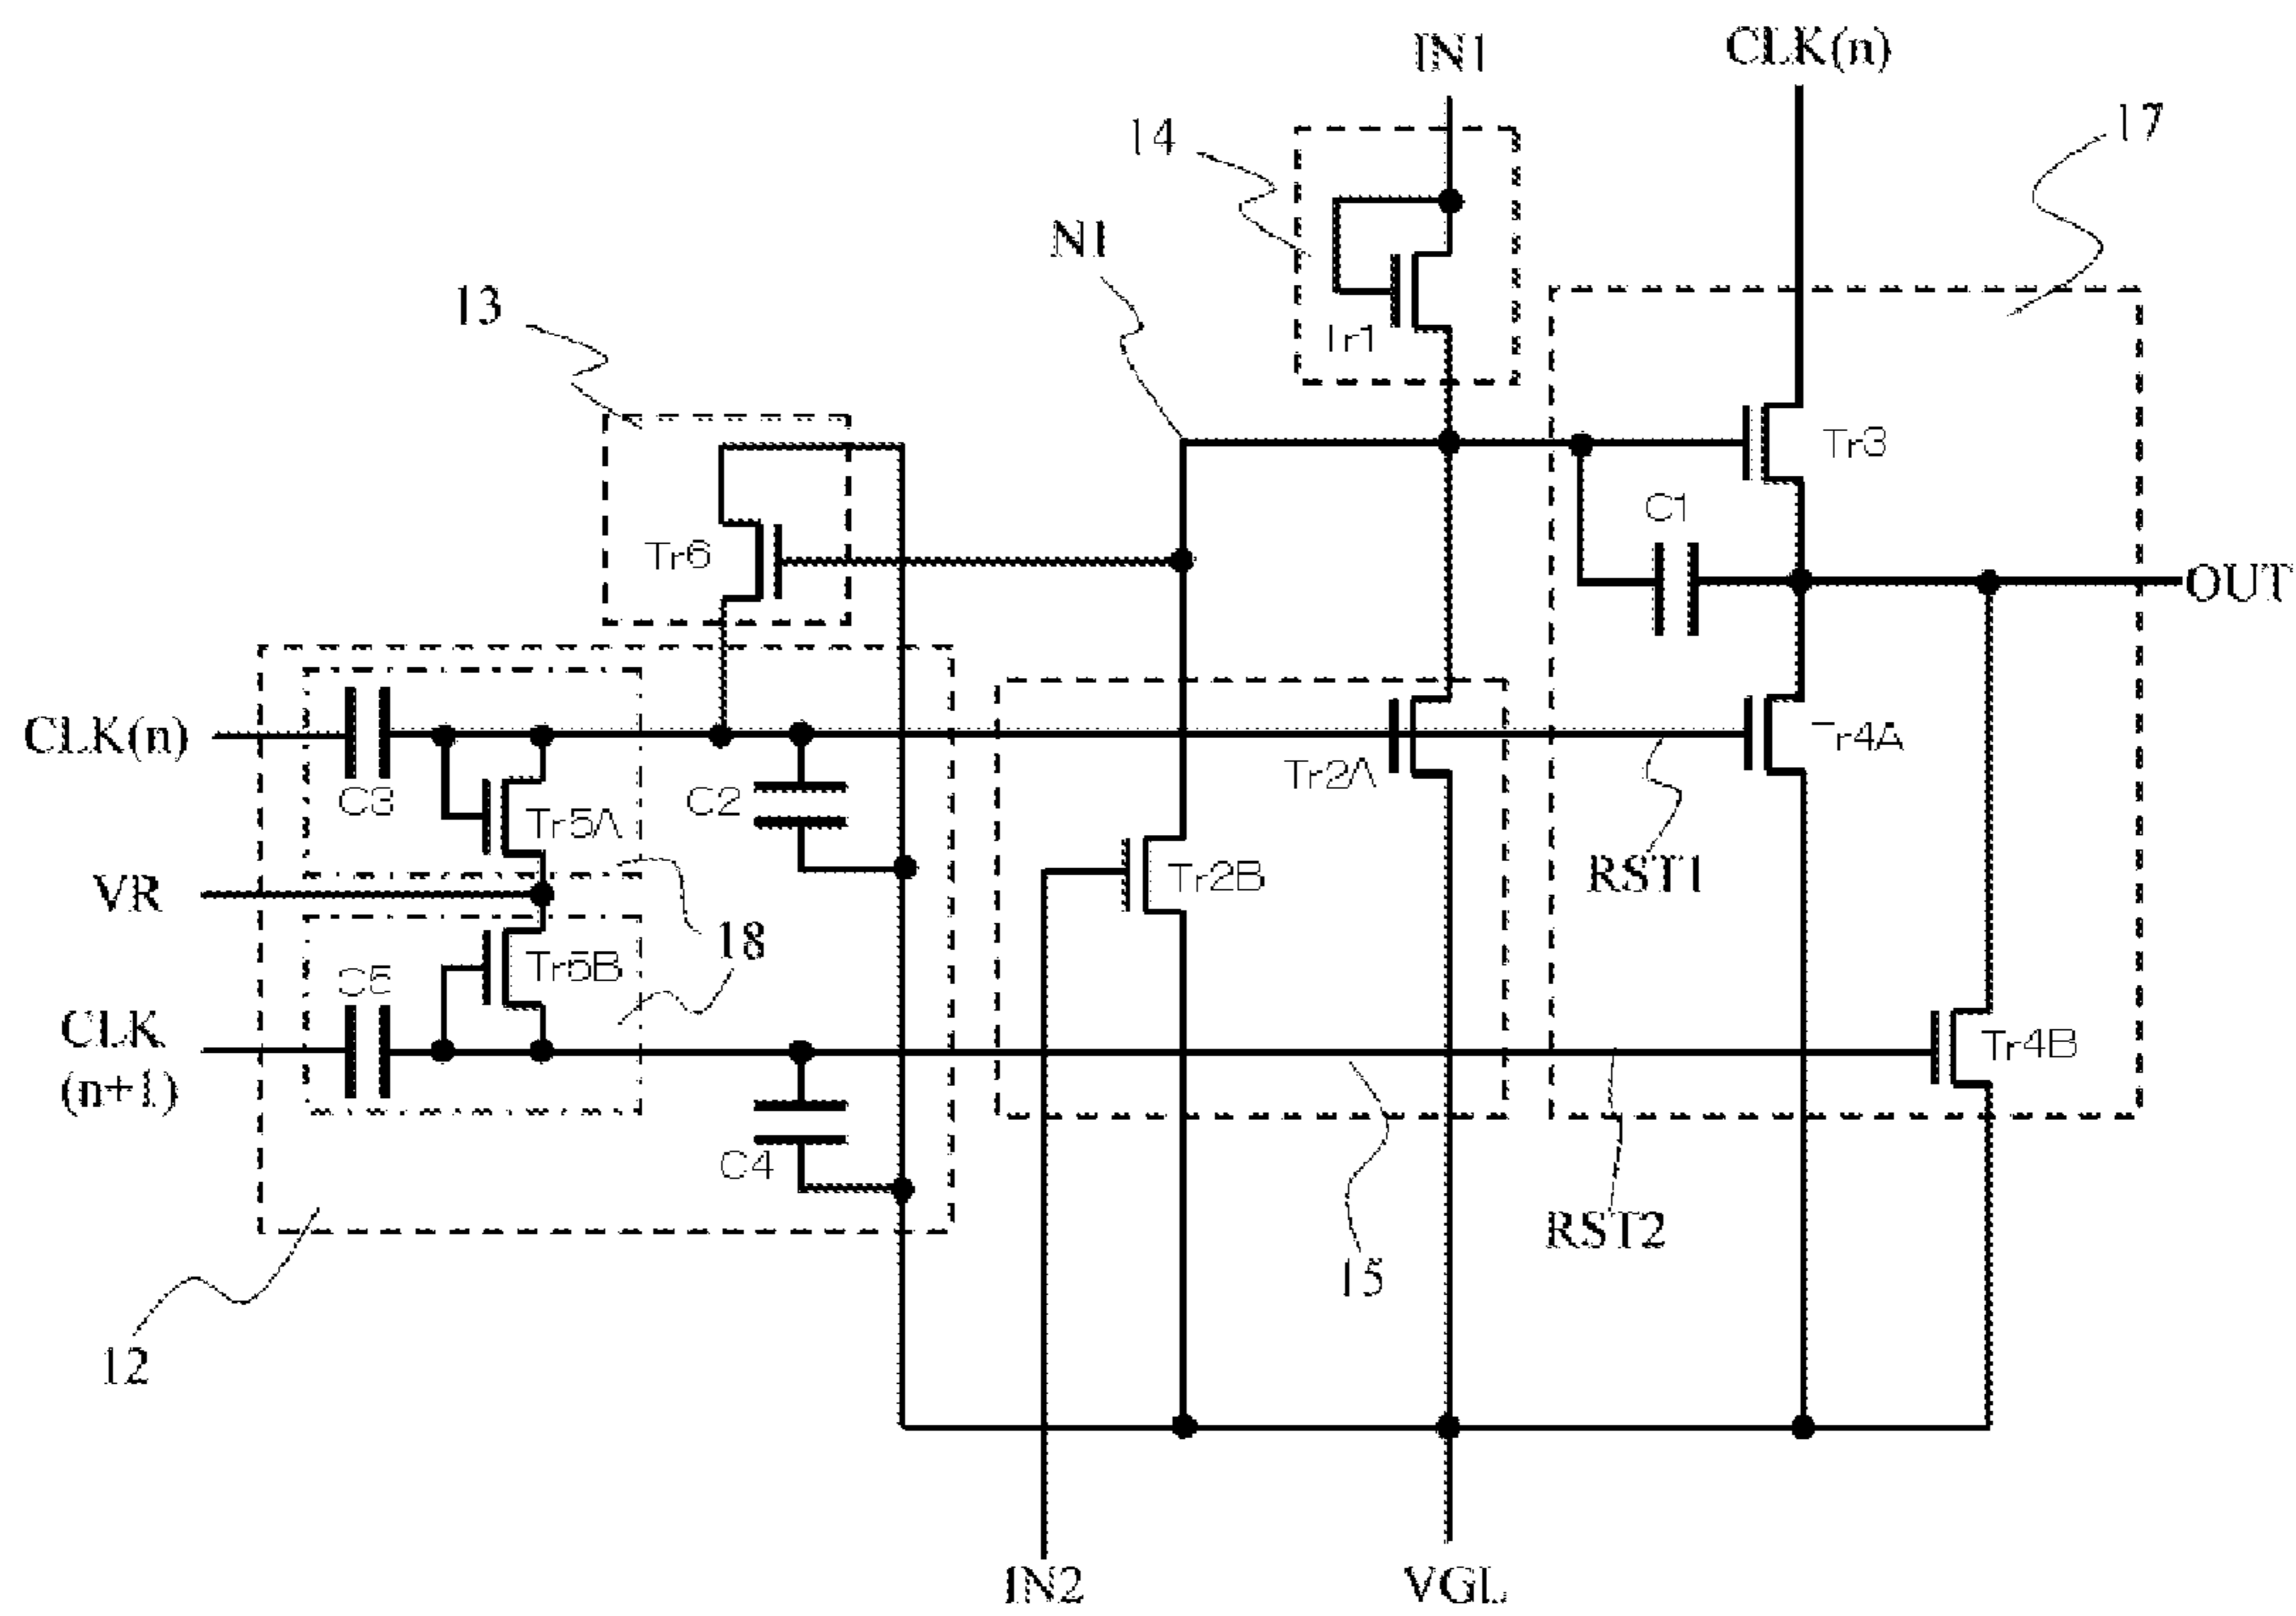 IN1
CLK(n)
17
14
N1
13
Tr1
Tr3
C1
Tr6
OUT
CLK(n)
C3
Tr5A
C2
Tr2A
Tr4A
VR
Tr2B
RST1
18
C5
Tr5B
CLK
(n+1)
Tr4B
C4
RST2
15
12
IN2
VGL